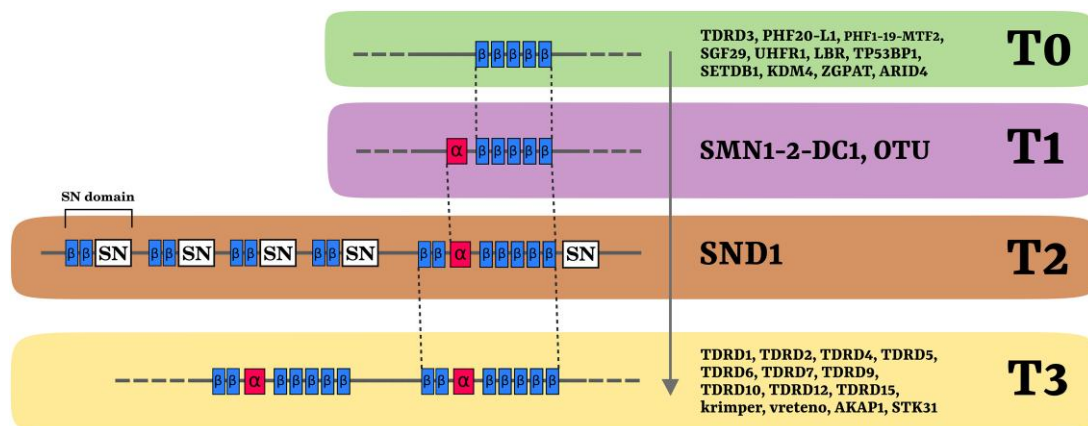 β β β β β
TDRD3, PHF20-L1, PHF1-19-MTF2,
SGF29, UHFR1, LBR, TP53BP1,
SETDB1, KDM4, ZGPAT, ARID4
T0
α β β β β β
SMN1-2-DC1, OTU
T1
SN domain
β β SN β β SN β β SN β β SN β β α β β β β β SN
SND1
T2
β β α β β β β β β β α β β β β β
TDRD1, TDRD2, TDRD4, TDRD5,
TDRD6, TDRD7, TDRD9,
TDRD10, TDRD12, TDRD15,
krimper, vreteno, AKAP1, STK31
T3